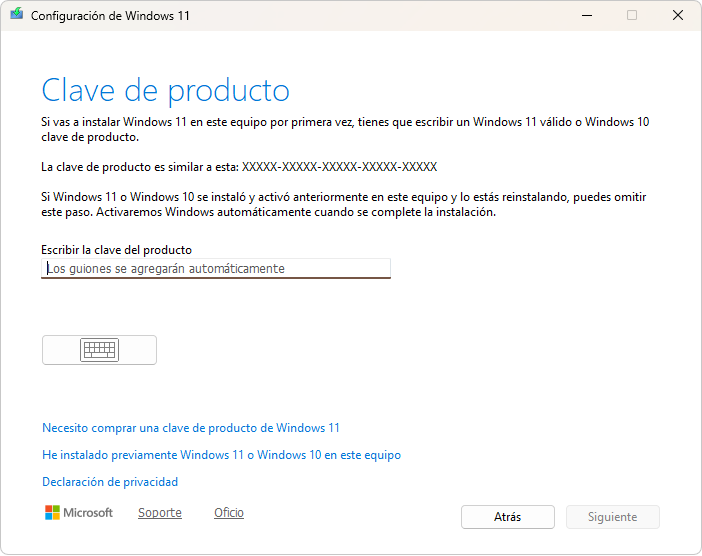 Configuración de Windows 11
Clave de producto
Si vas a instalar Windows 11 en este equipo por primera vez, tienes que escribir un Windows 11 válido o Windows 10
clave de producto.
La clave de producto es similar a esta: XXXXX-XXXXX-XXXXX-XXXXX-XXXXX
Si Windows 11 o Windows 10 se instaló y activó anteriormente en este equipo y lo estás reinstalando, puedes omitir
este paso. Activaremos Windows automáticamente cuando se complete la instalación.
Escribir la clave del producto
Los guiones se agregarán automáticamente
Necesito comprar una clave de producto de Windows 11
He instalado previamente Windows 11 o Windows 10 en este equipo
Declaración de privacidad
Microsoft Soporte Oficio Atrás Siguiente